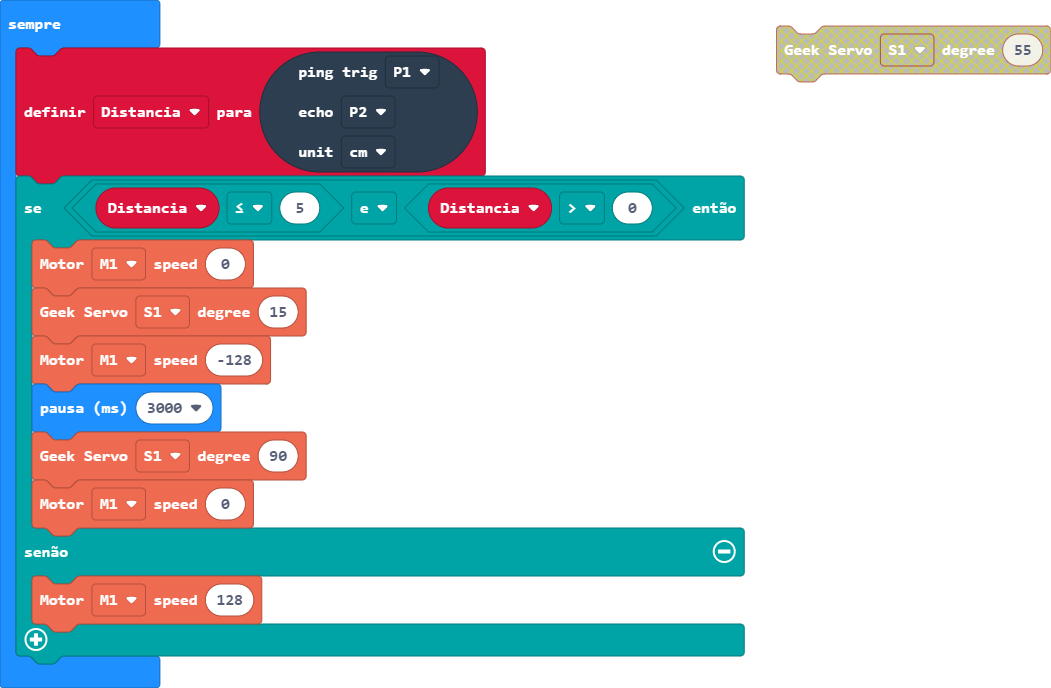 sempre
definir Distancia para ping trig P1
echo P2
unit cm
se Distancia ≤ 5 e Distancia > 0 então
Motor M1 speed 0
Geek Servo S1 degree 15
Motor M1 speed -128
pausa (ms) 3000
Geek Servo S1 degree 90
Motor M1 speed 0
senão
Motor M1 speed 128
Geek Servo S1 degree 55